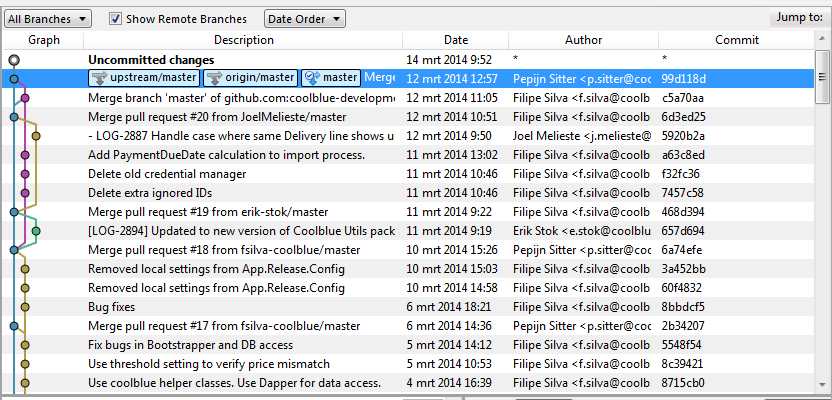 All Branches Show Remote Branches Date Order Jump to:
Graph Description Date Author Commit
Uncommitted changes 14 mrt 2014 9:52 * *
upstream/master origin/master master Merge 12 mrt 2014 12:57 Pepijn Sitter <p.sitter@coo 99d118d
Merge branch 'master' of github.com:coolblue-developme 12 mrt 2014 11:05 Filipe Silva <f.silva@coolb c5a70aa
Merge pull request #20 from JoelMelieste/master 12 mrt 2014 10:51 Filipe Silva <f.silva@coolb 6d3ed25
- LOG-2887 Handle case where same Delivery line shows u 12 mrt 2014 9:50 Joel Melieste <j.melieste@ 5920b2a
Add PaymentDueDate calculation to import process. 11 mrt 2014 13:02 Filipe Silva <f.silva@coolb a63c8ed
Delete old credential manager 11 mrt 2014 10:46 Filipe Silva <f.silva@coolb f32fc36
Delete extra ignored IDs 11 mrt 2014 10:46 Filipe Silva <f.silva@coolb 7457c58
Merge pull request #19 from erik-stok/master 11 mrt 2014 9:22 Filipe Silva <f.silva@coolb 468d394
[LOG-2894] Updated to new version of Coolblue Utils pack 11 mrt 2014 9:19 Erik Stok <e.stok@coolblu 657d694
Merge pull request #18 from fsilva-coolblue/master 10 mrt 2014 15:26 Pepijn Sitter <p.sitter@coo 6a74efe
Removed local settings from App.Release.Config 10 mrt 2014 15:03 Filipe Silva <f.silva@coolb 3a452bb
Removed local settings from App.Release.Config 10 mrt 2014 14:58 Filipe Silva <f.silva@coolb 60f4832
Bug fixes 6 mrt 2014 18:21 Filipe Silva <f.silva@coolb 8bbdcf5
Merge pull request #17 from fsilva-coolblue/master 6 mrt 2014 14:36 Pepijn Sitter <p.sitter@coo 2b34207
Fix bugs in Bootstrapper and DB access 5 mrt 2014 14:12 Filipe Silva <f.silva@coolb 5548f54
Use threshold setting to verify price mismatch 5 mrt 2014 10:53 Filipe Silva <f.silva@coolb 8c39421
Use coolblue helper classes. Use Dapper for data access. 4 mrt 2014 16:39 Filipe Silva <f.silva@coolb 8715cb0